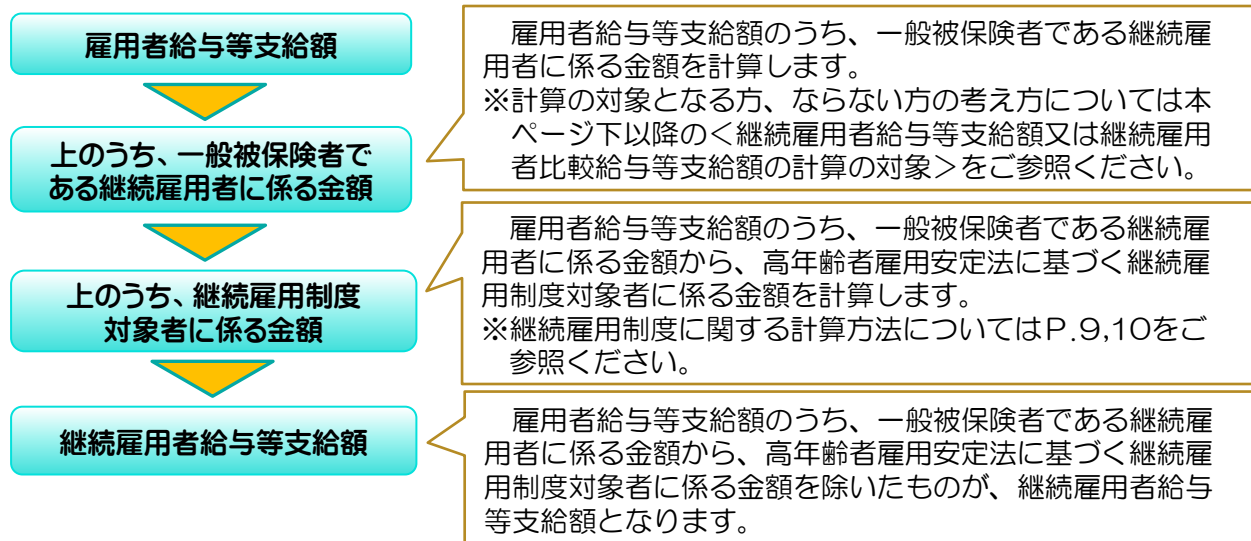 雇用者給与等支給額
雇用者給与等支給額のうち、一般被保険者である継続雇
用者に係る金額を計算します。
※計算の対象となる方、ならない方の考え方については本
ページ下以降の＜継続雇用者給与等支給額又は継続雇用
者比較給与等支給額の計算の対象＞をご参照ください。
上のうち、一般被保険者で
ある継続雇用者に係る金額
雇用者給与等支給額のうち、一般被保険者である継続雇
用者に係る金額から、高年齢者雇用安定法に基づく継続雇
用制度対象者に係る金額を計算します。
※継続雇用制度に関する計算方法についてはP.9,10をご
参照ください。
上のうち、継続雇用制度
対象者に係る金額
継続雇用者給与等支給額
雇用者給与等支給額のうち、一般被保険者である継続雇
用者に係る金額から、高年齢者雇用安定法に基づく継続雇
用制度対象者に係る金額を除いたものが、継続雇用者給与
等支給額となります。